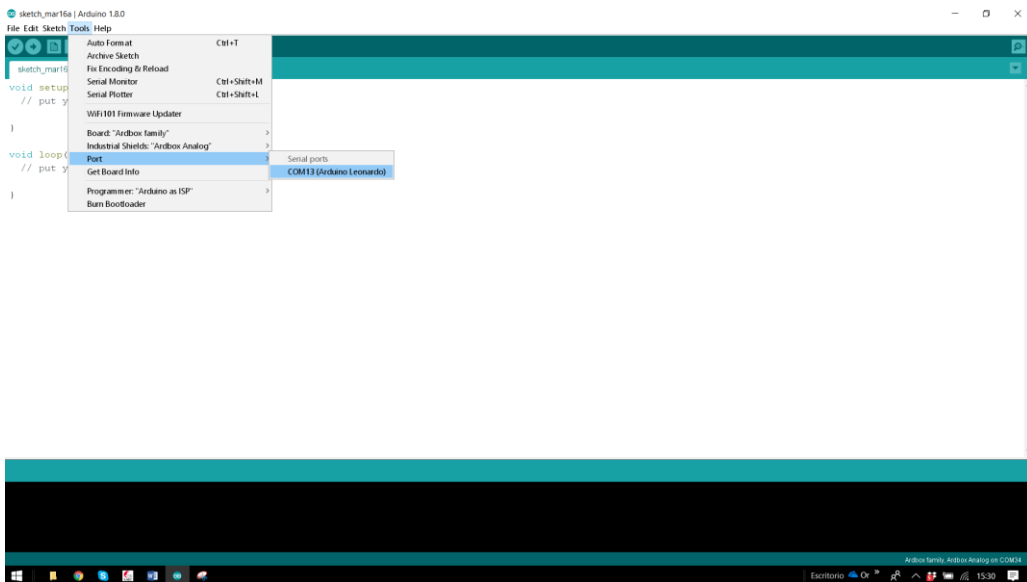 sketch_mar16a | Arduino 1.8.0
File Edit Sketch Tools Help
sketch_mar16
Auto Format Ctrl+T
Archive Sketch
Fix Encoding & Reload
Serial Monitor Ctrl+Shift+M
Serial Plotter Ctrl+Shift+L
WiFi101 Firmware Updater
Board: "Ardbox family"
Industrial Shields: "Ardbox Analog"
Port
Get Board Info
Programmer: "Arduino as ISP"
Burn Bootloader
Serial ports
COM13 (Arduino Leonardo)
void setup
// put y
}
void loop(
// put y
}
Ardbox family, Ardbox Analog on COM34
Escritorio Or » 15:30